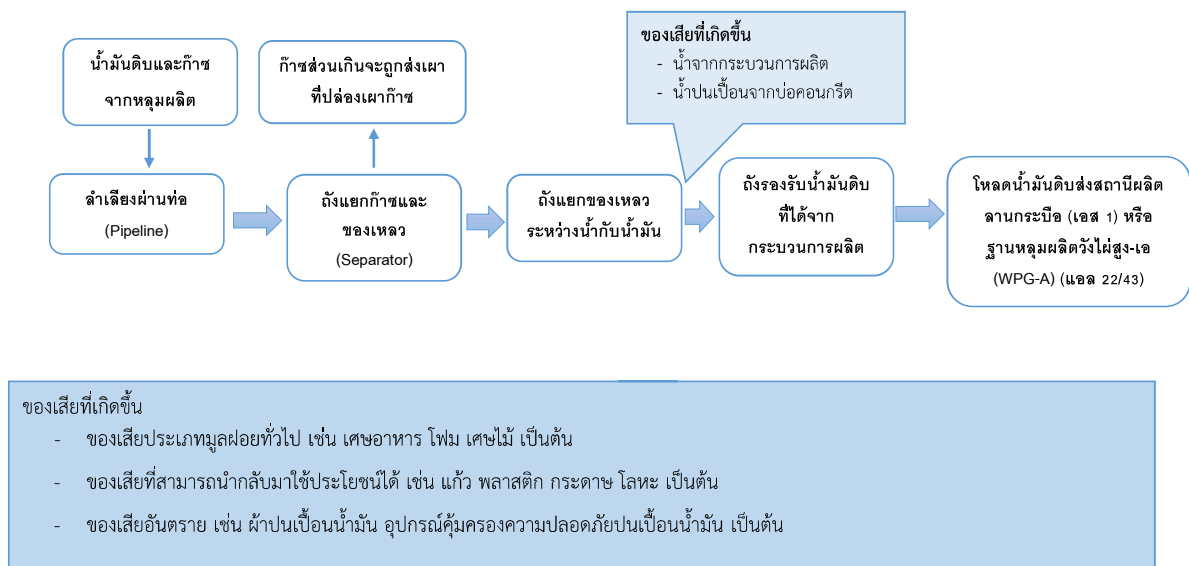 น้ำมันดิบและก๊าซ
จากหลุมผลิต
ก๊าซส่วนเกินจะถูกส่งเผา
ที่ปล่องเผาก๊าซ
ของเสียที่เกิดขึ้น
- น้ำจากกระบวนการผลิต
- น้ำปนเปื้อนจากบ่อคอนกรีต
ลำเลียงผ่านท่อ
(Pipeline)
ถังแยกก๊าซและ
ของเหลว
(Separator)
ถังแยกของเหลว
ระหว่างน้ำกับน้ำมัน
ถังรองรับน้ำมันดิบ
ที่ได้จาก
กระบวนการผลิต
โหลดน้ำมันดิบส่งสถานีผลิต
ลานกระบือ (เอส 1) หรือ
ฐานหลุมผลิตวังไผ่สูง-เอ
(WPG-A) (แอล 22/43)
ของเสียที่เกิดขึ้น
- ของเสียประเภทมูลฝอยทั่วไป เช่น เศษอาหาร โฟม เศษไม้ เป็นต้น
- ของเสียที่สามารถนำกลับมาใช้ประโยชน์ได้ เช่น แก้ว พลาสติก กระดาษ โลหะ เป็นต้น
- ของเสียอันตราย เช่น ผ้าปนเปื้อนน้ำมัน อุปกรณ์คุ้มครองความปลอดภัยปนเปื้อนน้ำมัน เป็นต้น